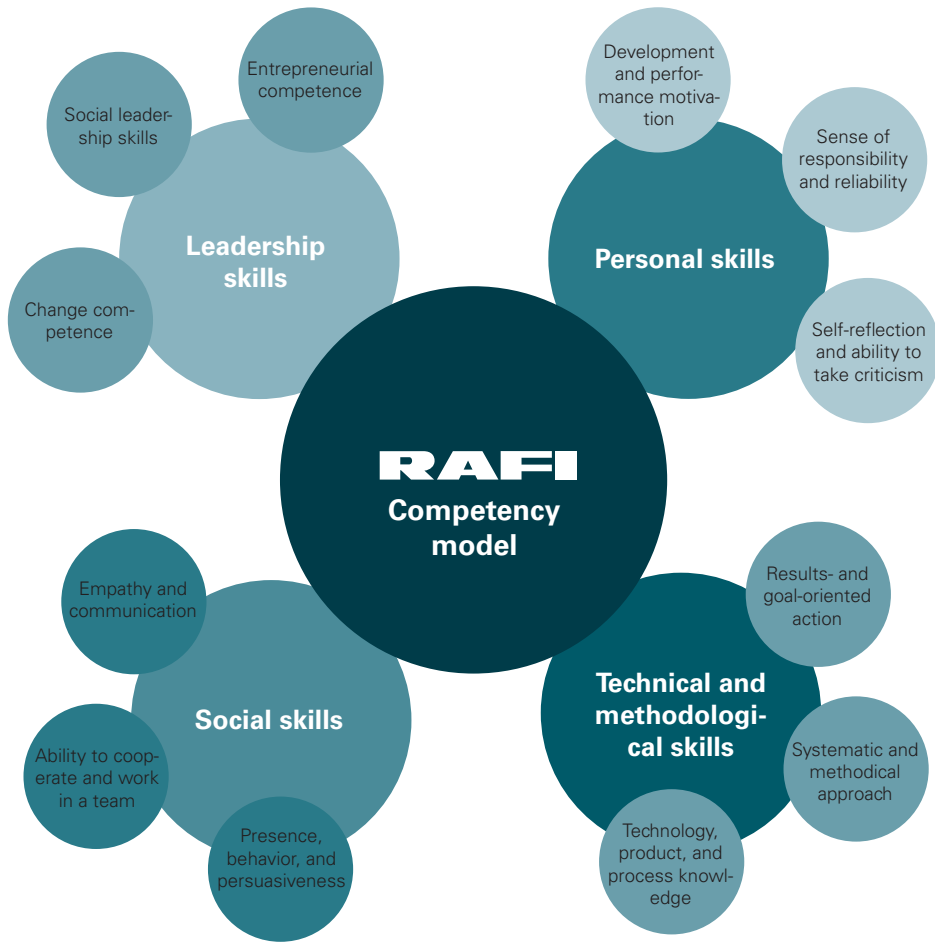 Entrepreneurial
competence
Social leader-
ship skills
Change com-
petence
Leadership
skills
Development
and perfor-
mance motiva-
tion
Sense of
responsibility
and reliability
Self-reflection
and ability to
take criticism
Personal skills
RAFI
Competency
model
Empathy and
communication
Ability to coop-
erate and work
in a team
Presence,
behavior, and
persuasiveness
Social skills
Results- and
goal-oriented
action
Systematic and
methodical
approach
Technology,
product, and
process knowl-
edge
Technical and
methodologi-
cal skills